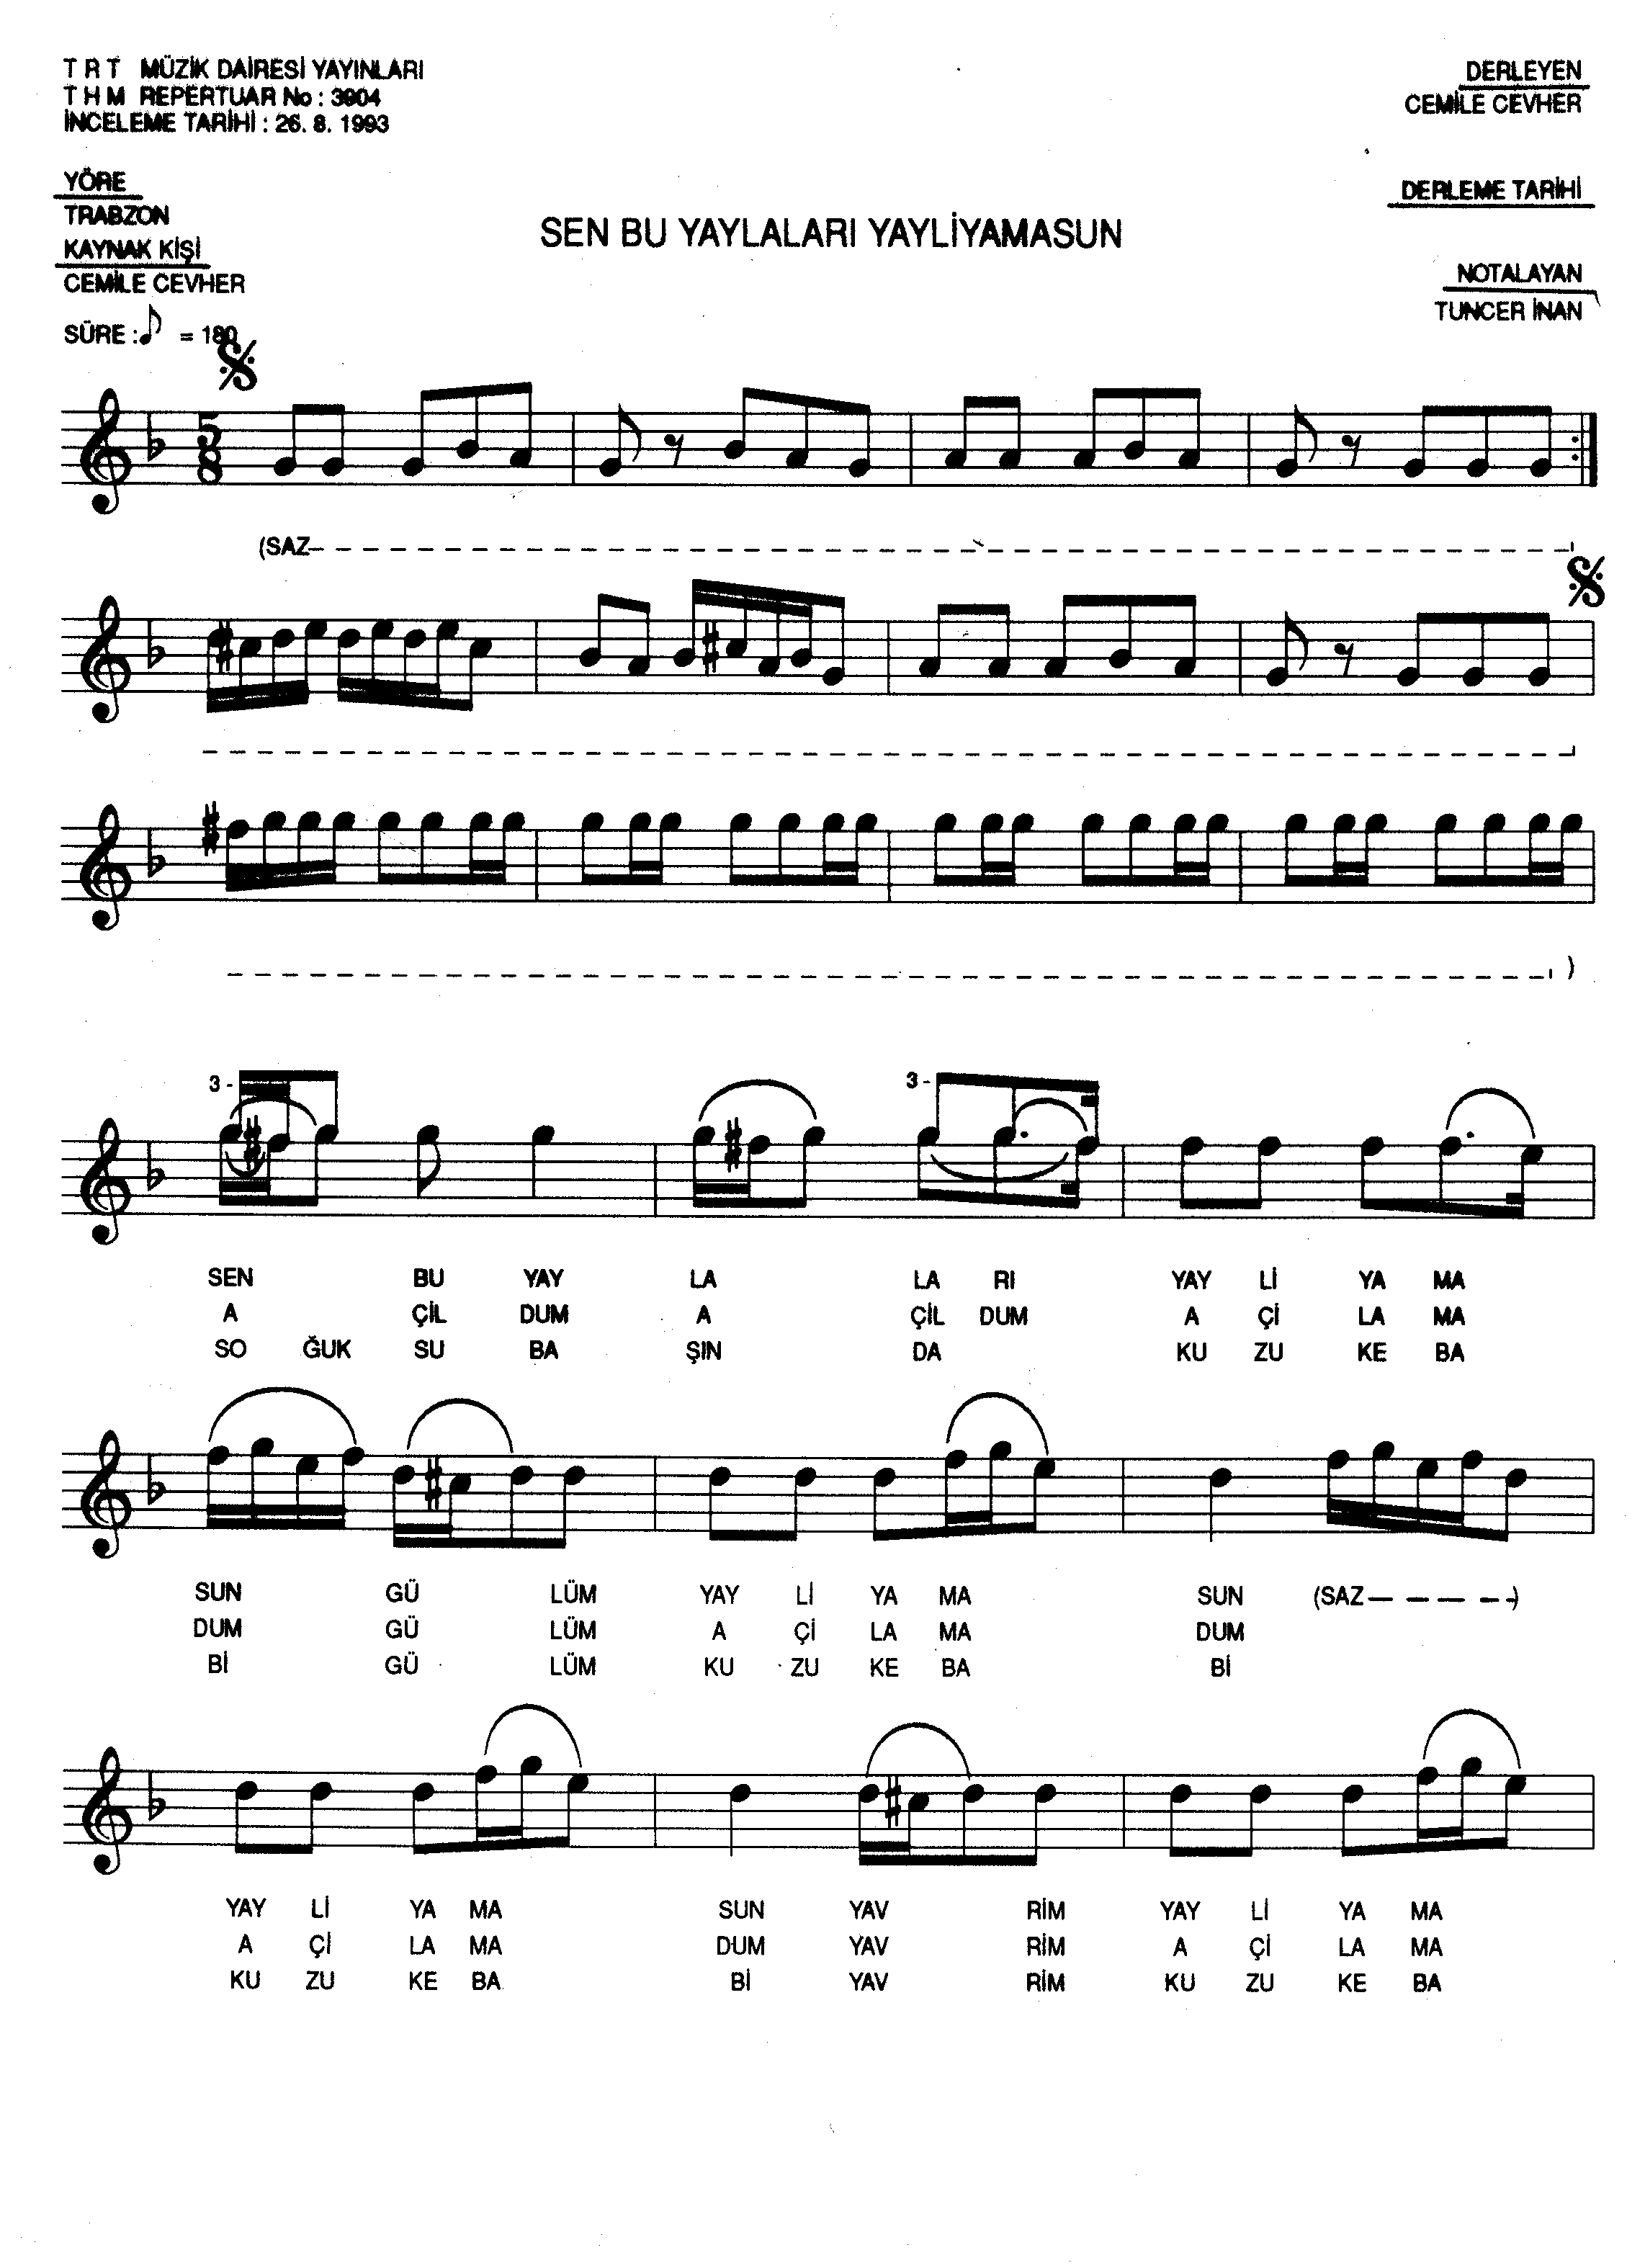 T R T MÜZİK DAİRESİ YAYINLARI
T H M REPERTUAR No : 3904
İNCELEME TARİHİ : 26. 8. 1993
DERLEYEN
CEMİLE CEVHER
YÖRE
TRABZON
KAYNAK KİŞİ
CEMİLE CEVHER
SÜRE : ♪ = 180
DERLEME TARİHİ
NOTALAYAN
TUNCER İNAN
SEN BU YAYLALARI YAYLİYAMASUN
5
8
(SAZ
)
3 -
3 -
SEN BU YAY LA LA RI YAY Lİ YA MA
A ÇİL DUM A ÇİL DUM A Çİ LA MA
SO ĞUK SU BA ŞIN DA KU ZU KE BA
SUN GÜ LÜM YAY Lİ YA MA SUN (SAZ — — — — -)
DUM GÜ LÜM A Çİ LA MA DUM
Bİ GÜ LÜM KU ZU KE BA Bİ
YAY Lİ YA MA SUN YAV RİM YAY Lİ YA MA
A Çİ LA MA DUM YAV RİM A Çİ LA MA
KU ZU KE BA Bİ YAV RİM KU ZU KE BA